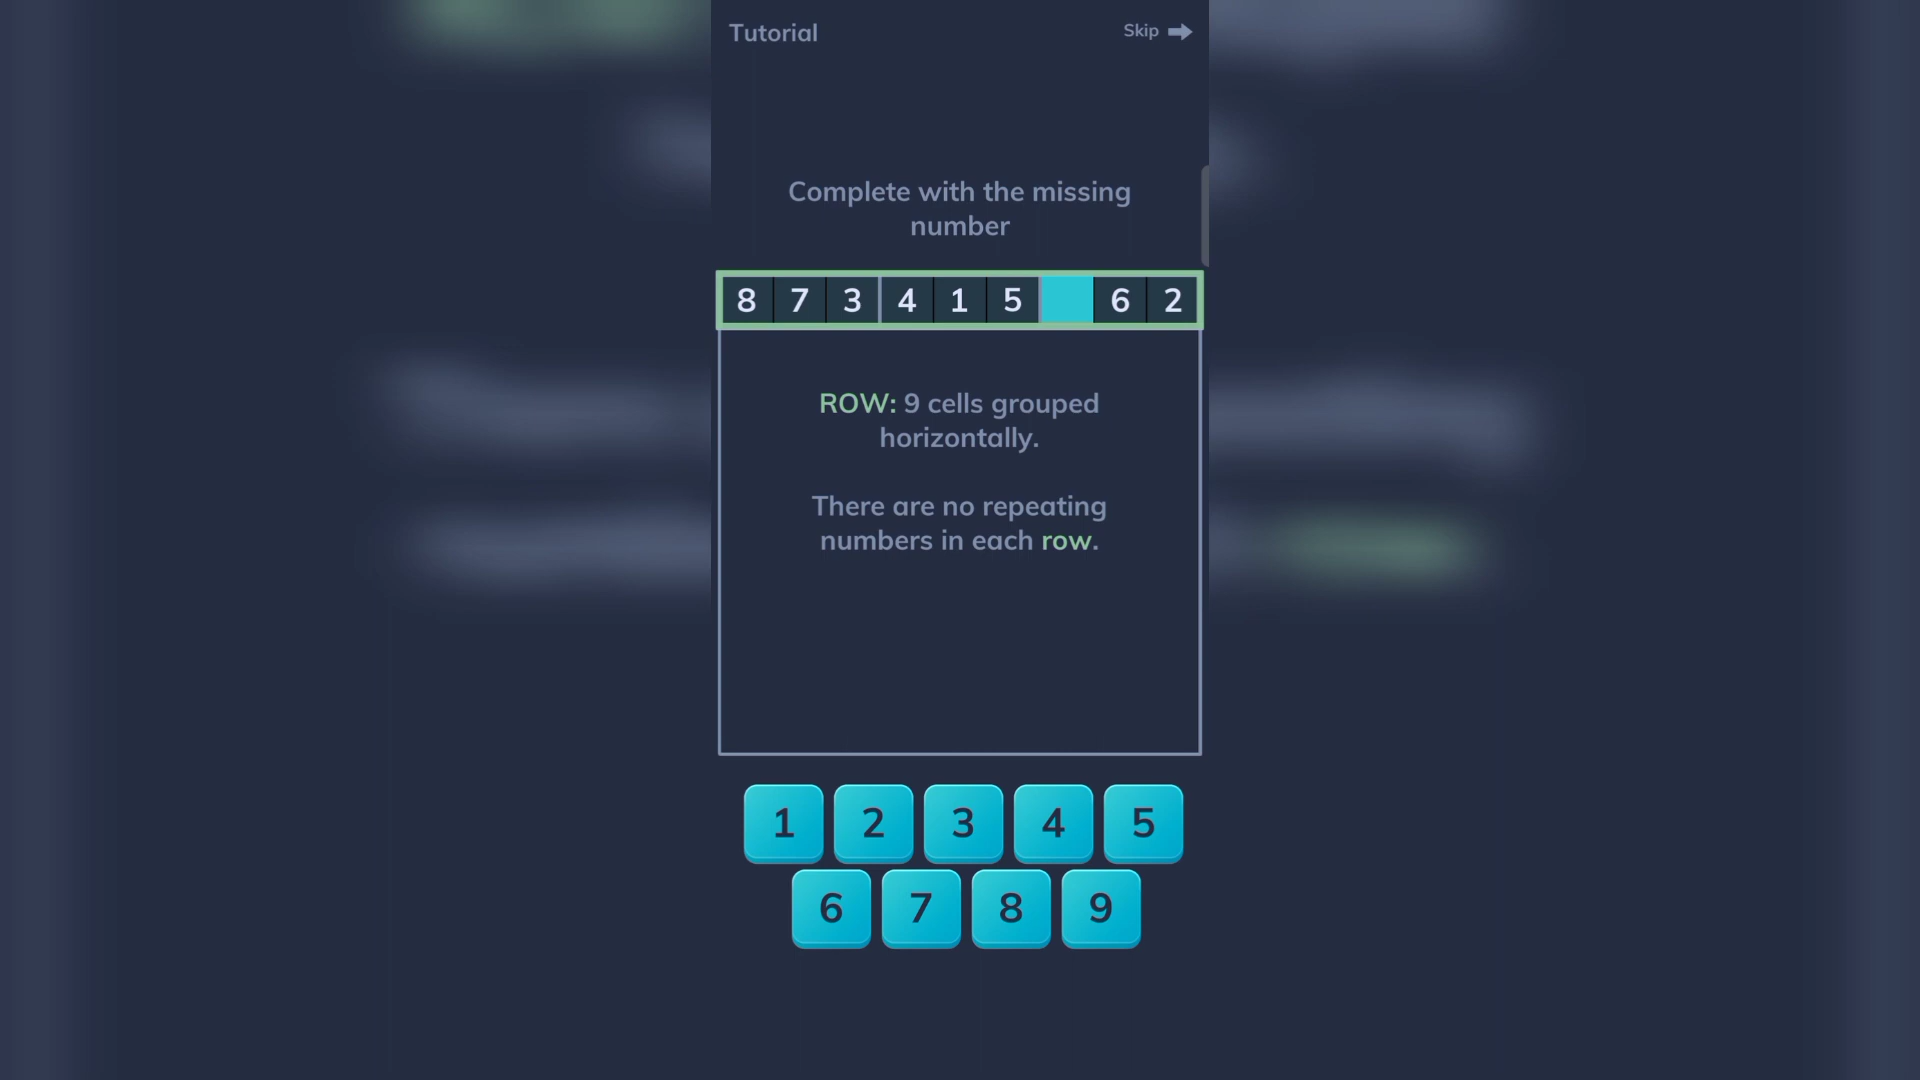 Tutorial
Skip
Complete with the missing
number
8 7 3 4 1 5 6 2
ROW: 9 cells grouped
horizontally.
There are no repeating
numbers in each row.
1 2 3 4 5
6 7 8 9